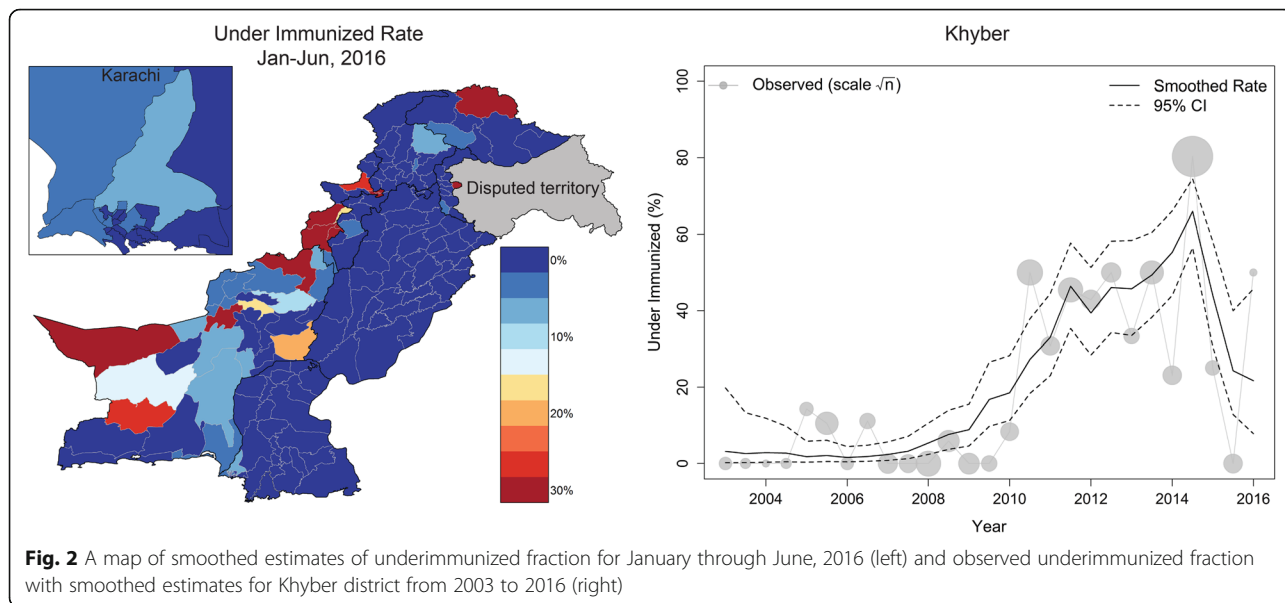 Under Immunized Rate
Jan-Jun, 2016
Karachi
Disputed territory
0%
10%
20%
30%
Khyber
Observed (scale √n)
Smoothed Rate
95% CI
Under Immunized (%)
100
80
60
40
20
0
2004 2006 2008 2010 2012 2014 2016
Year
Fig. 2 A map of smoothed estimates of underimmunized fraction for January through June, 2016 (left) and observed underimmunized fraction
with smoothed estimates for Khyber district from 2003 to 2016 (right)